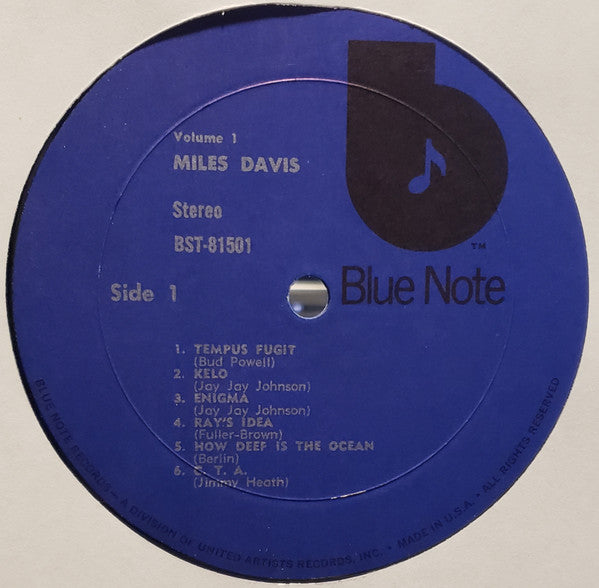 Volume 1
MILES DAVIS
Stereo
BST-81501
Side 1
TM
Blue Note
1. TEMPUS FUGIT
(Bud Powell)
2. KELO
(Jay Jay Johnson)
3. ENIGMA
(Jay Jay Johnson)
4. RAY'S IDEA
(Fuller-Brown)
5. HOW DEEP IS THE OCEAN
(Berlin)
6. C. T. A.
(Jimmy Heath)
BLUE NOTE RECORDS — A DIVISION OF UNITED ARTISTS RECORDS, INC. • MADE IN U.S.A. • ALL RIGHTS RESERVED